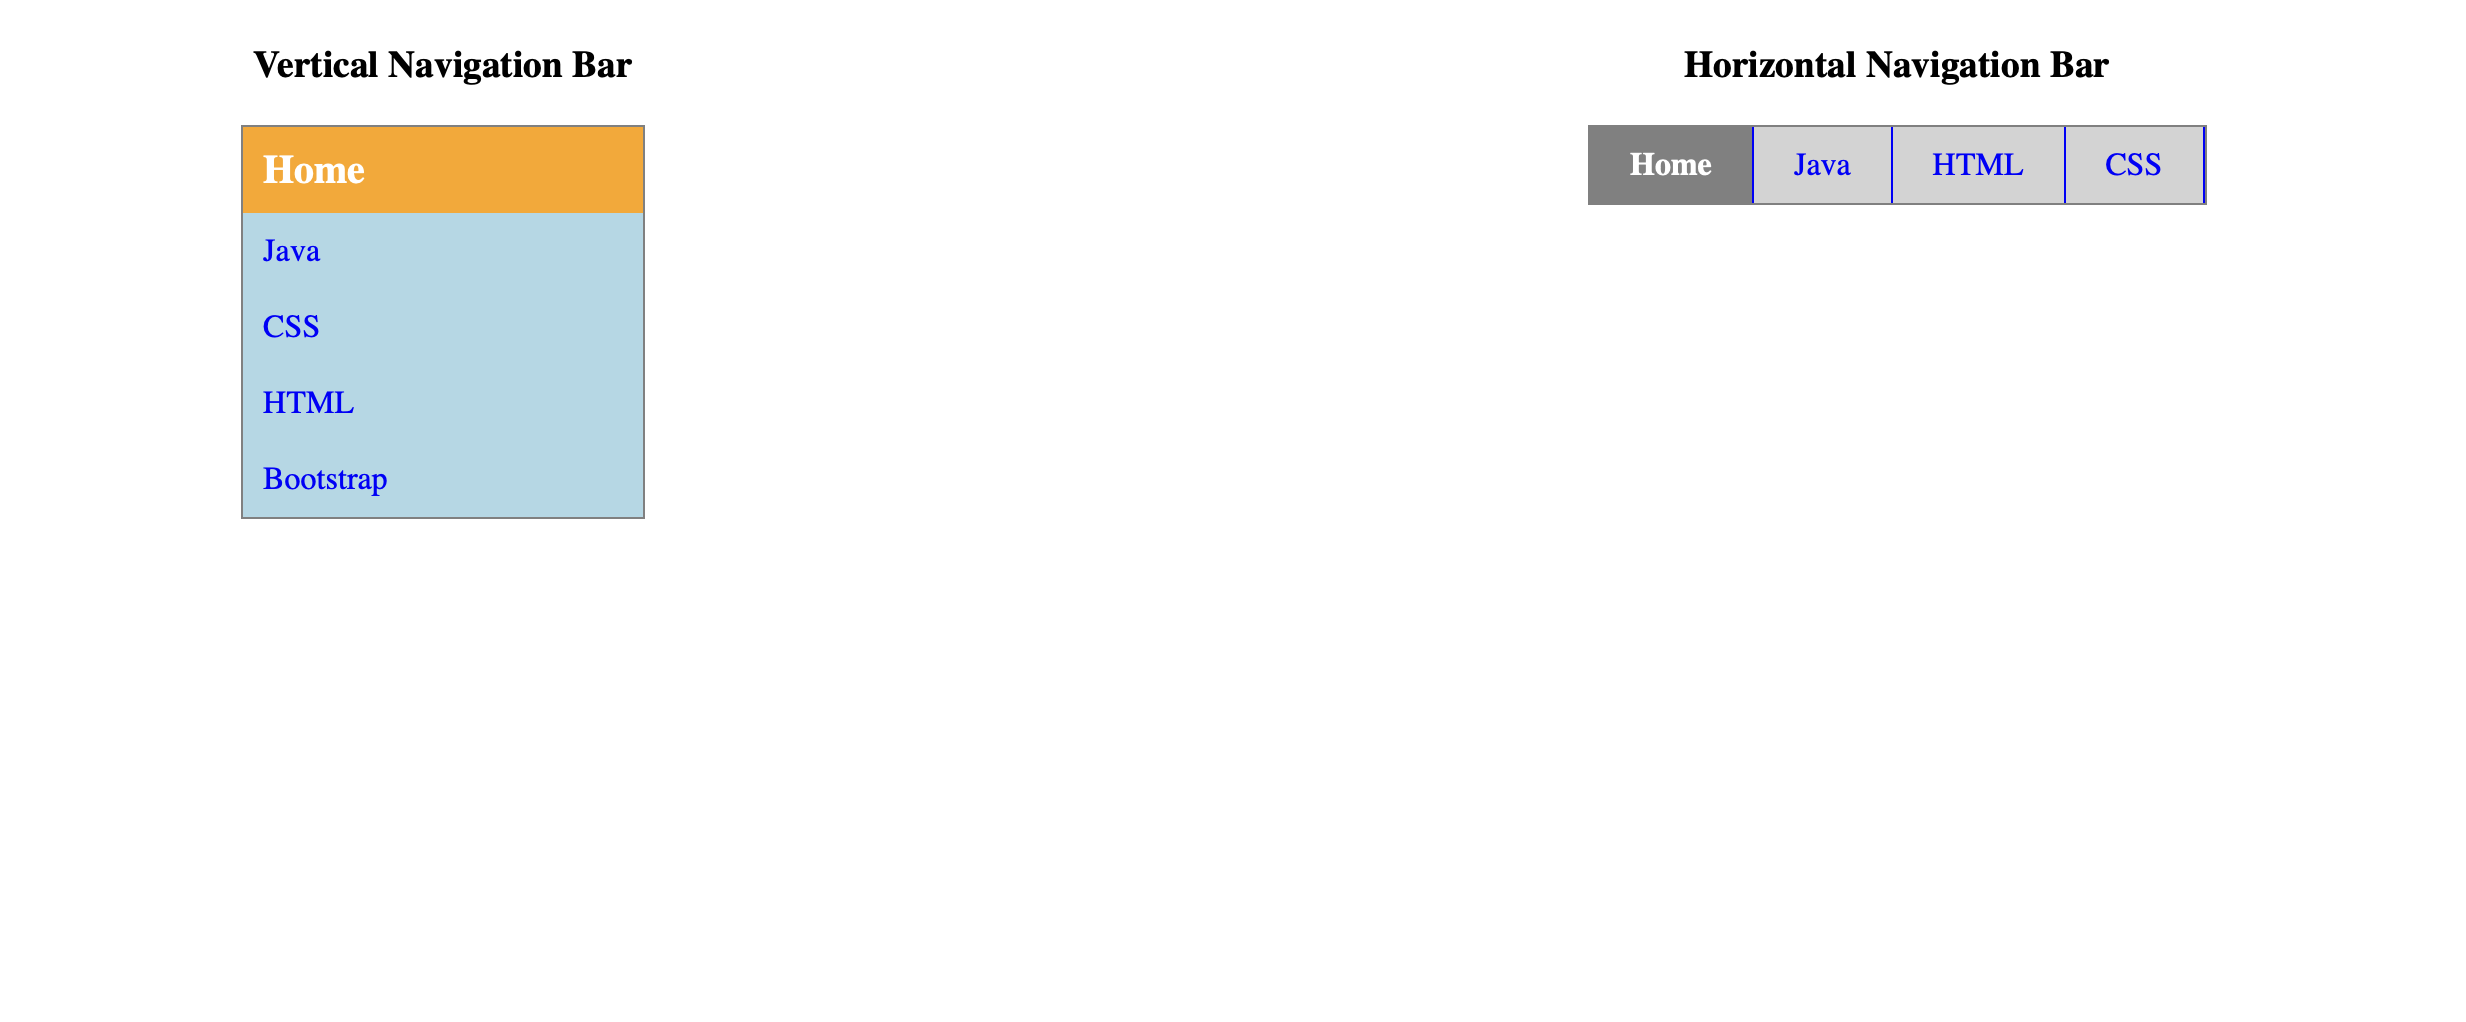 Vertical Navigation Bar
Home
Java
CSS
HTML
Bootstrap
Horizontal Navigation Bar
Home Java HTML CSS